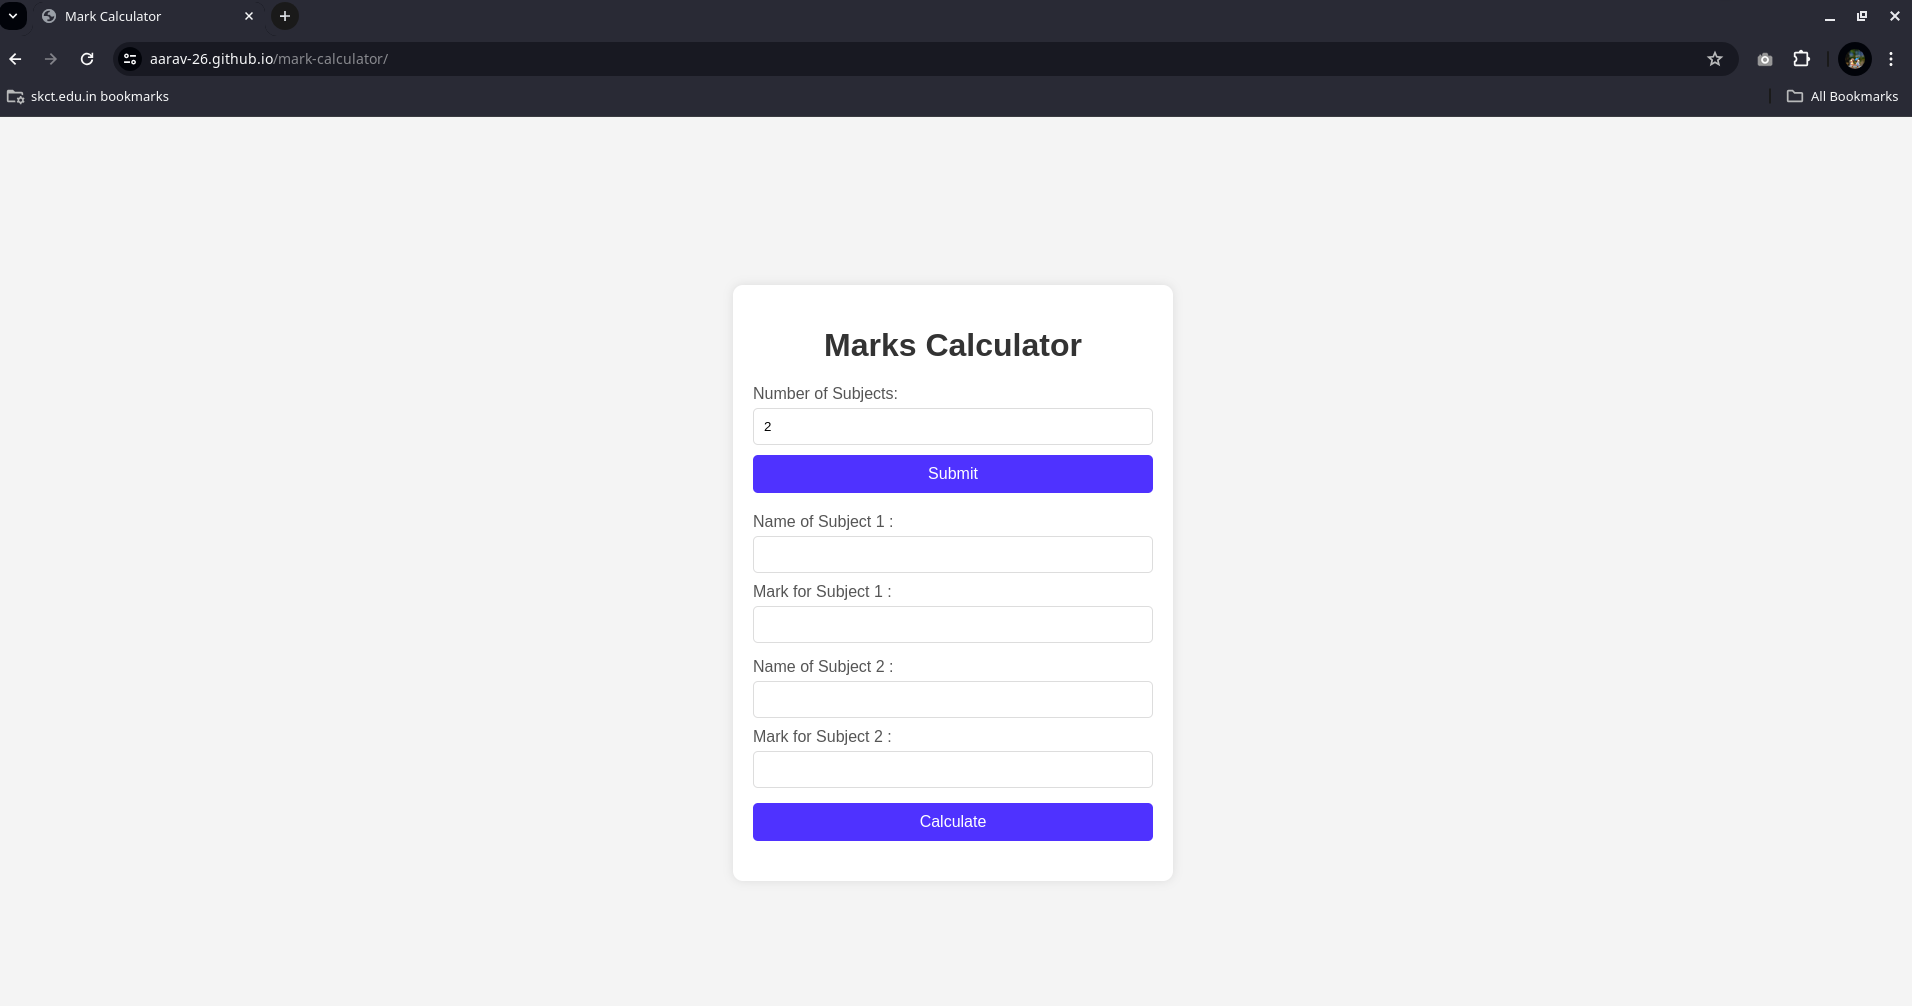 Mark Calculator
aarav-26.github.io/mark-calculator/
skct.edu.in bookmarks
All Bookmarks
Marks Calculator
Number of Subjects:
2
Submit
Name of Subject 1 :
Mark for Subject 1 :
Name of Subject 2 :
Mark for Subject 2 :
Calculate